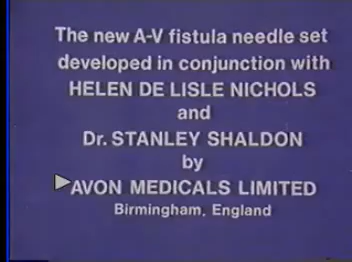 The new A-V fistula needle set
developed in conjunction with
HELEN DE LISLE NICHOLS
and
Dr. STANLEY SHALDON
by
AVON MEDICALS LIMITED
Birmingham, England